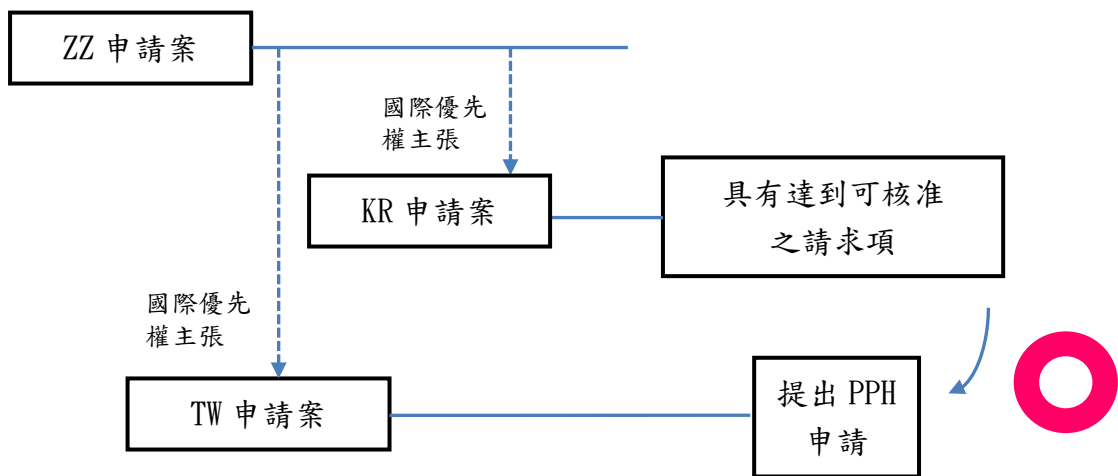 ZZ 申請案
國際優先
權主張
KR 申請案
具有達到可核准
之請求項
國際優先
權主張
TW 申請案
提出 PPH
申請